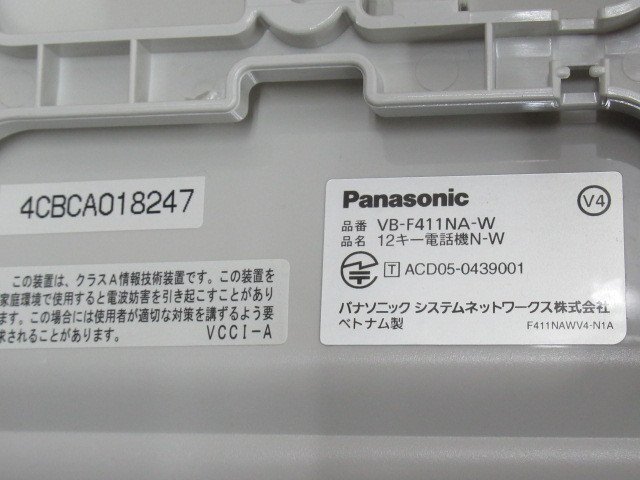 4CBCA018247
Panasonic
V4
品番 VB-F411NA-W
品名 12キー電話機N-W
T ACD05-0439001
パナソニック システムネットワークス株式会社
ベトナム製
F411NAWV4-N1A
この装置は、クラスA情報技術装置です。この装置を
家庭環境で使用すると電波妨害を引き起こすことがあり
ます。この場合には使用者が適切な対策を講ずるよう要
求されることがあります。
VCCI-A